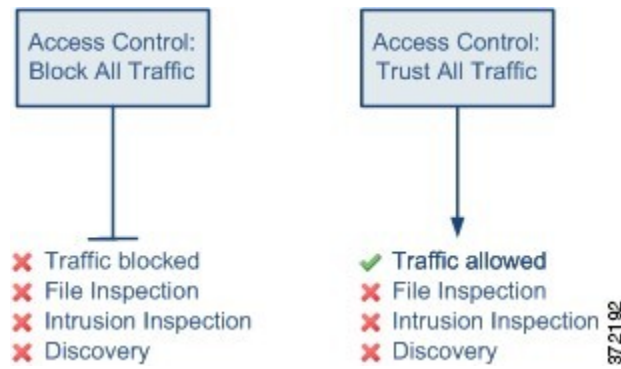 Access Control:
Block All Traffic
Traffic blocked
File Inspection
Intrusion Inspection
Discovery
Access Control:
Trust All Traffic
Traffic allowed
File Inspection
Intrusion Inspection
Discovery
372192